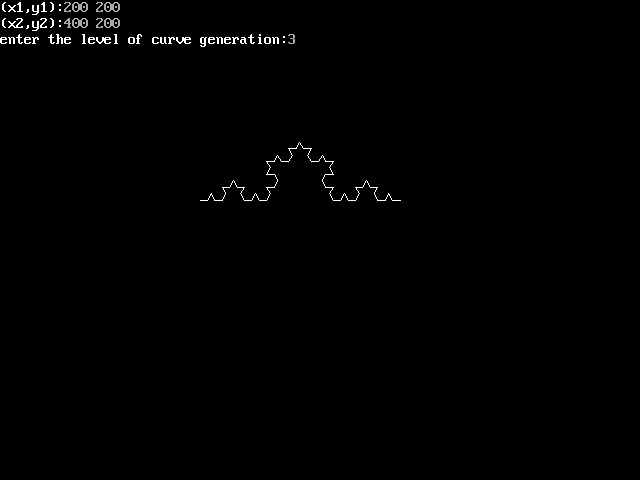 (x1,y1):200 200
(x2,y2):400 200
enter the level of curve generation:3